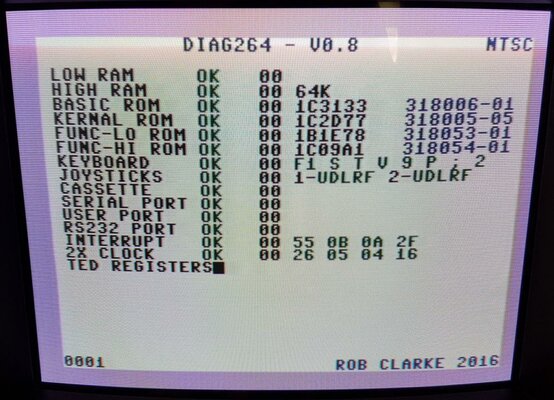 DIAG264 - V0.8 NTSC
LOW RAM OK 00
HIGH RAM OK 00 64K
BASIC ROM OK 00 1C3133 318006-01
KERNAL ROM OK 00 1C2D77 318005-05
FUNC-LO ROM OK 00 1B1E78 318053-01
FUNC-HI ROM OK 00 1C09A1 318054-01
KEYBOARD OK 00 F1 S T V 9 P ; 2
JOYSTICKS OK 00 1-UDLRF 2-UDLRF
CASSETTE OK 00
SERIAL PORT OK 00
USER PORT OK 00
RS232 PORT OK 00
INTERRUPT OK 00 55 0B 0A 2F
2X CLOCK OK 00 26 05 04 16
TED REGISTERS
0001 ROB CLARKE 2016